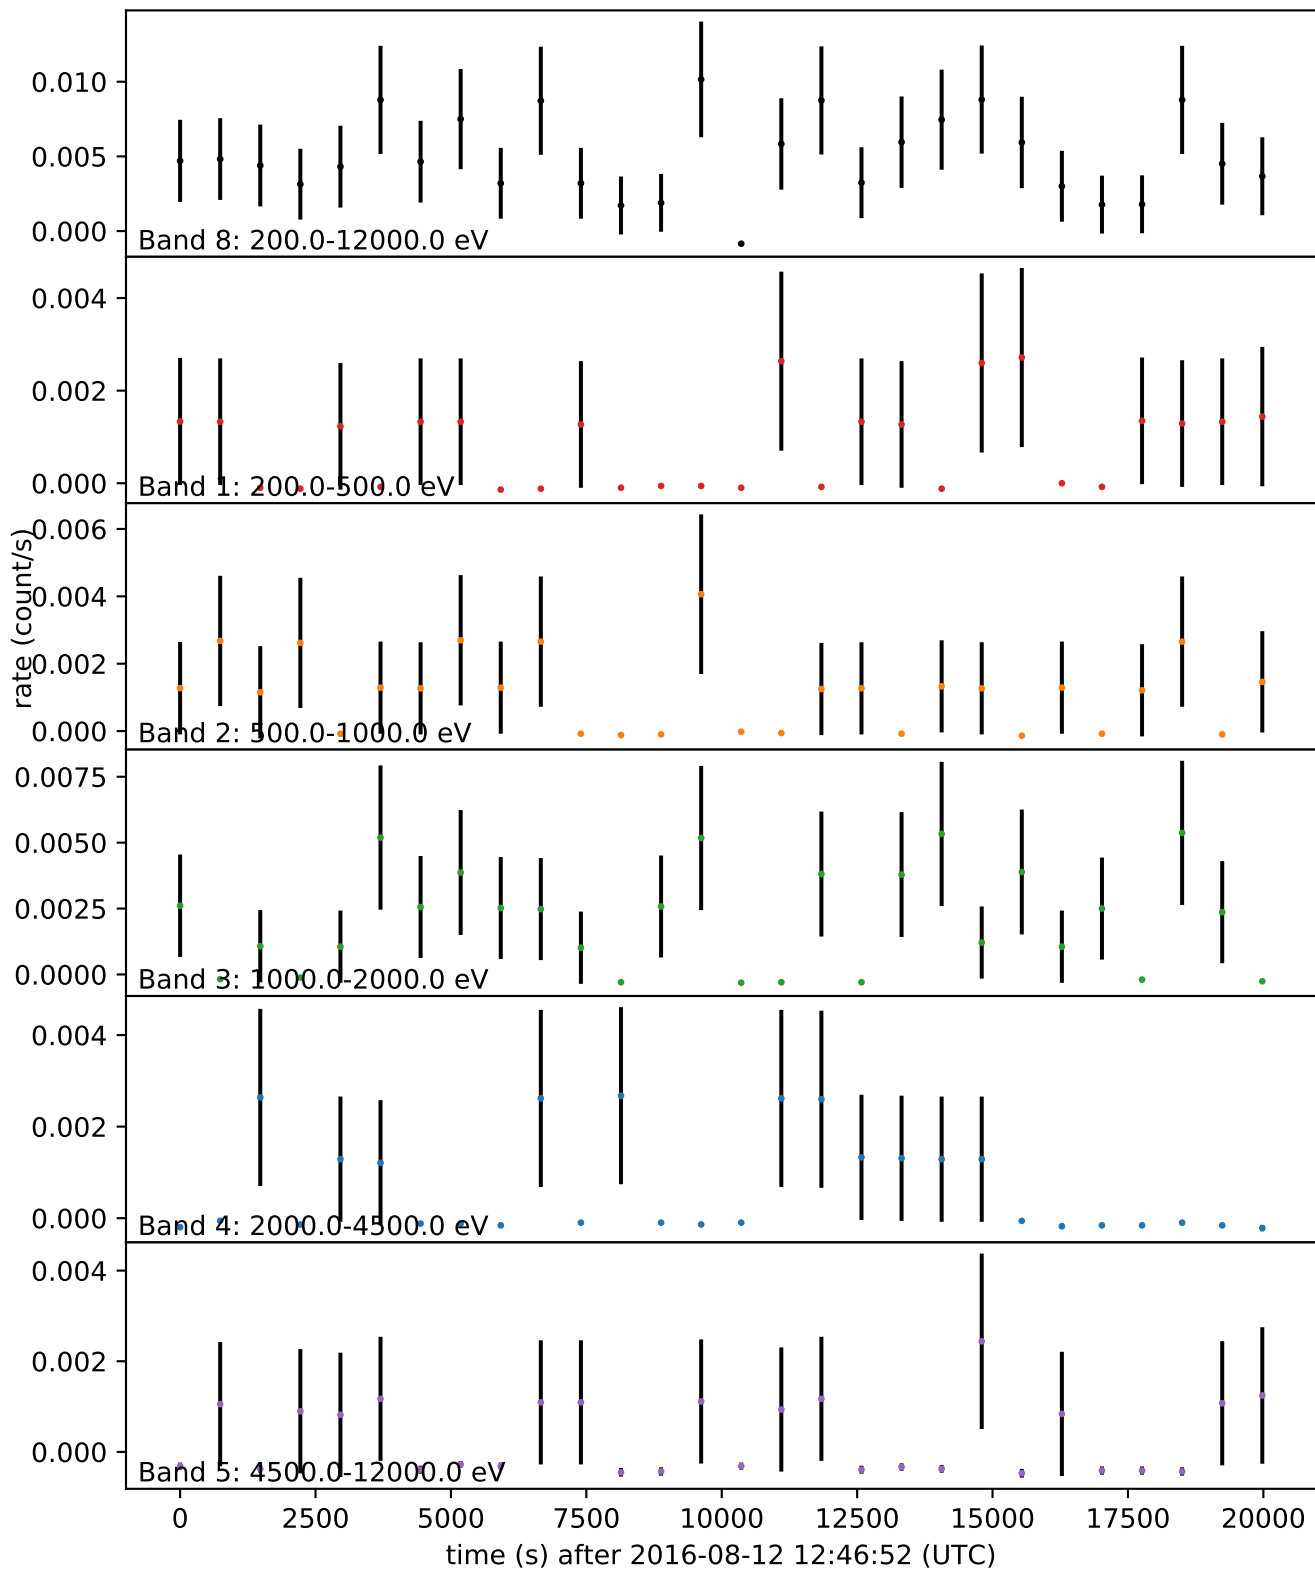 0.010
0.005
0.000
Band 8: 200.0-12000.0 eV
0.004
0.002
0.000
Band 1: 200.0-500.0 eV
rate (count/s)
0.006
0.004
0.002
0.000
Band 2: 500.0-1000.0 eV
0.0075
0.0050
0.0025
0.0000
Band 3: 1000.0-2000.0 eV
0.004
0.002
0.000
Band 4: 2000.0-4500.0 eV
0.004
0.002
0.000
Band 5: 4500.0-12000.0 eV
0 2500 5000 7500 10000 12500 15000 17500 20000
time (s) after 2016-08-12 12:46:52 (UTC)